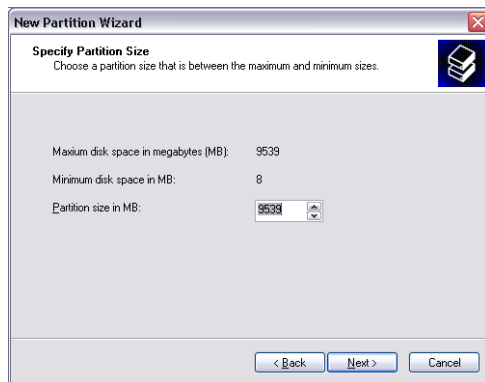 New Partition Wizard
Specify Partition Size
Choose a partition size that is between the maximum and minimum sizes.
Maxium disk space in megabytes (MB): 9539
Minimum disk space in MB: 8
Partition size in MB: 9539
< Back Next > Cancel